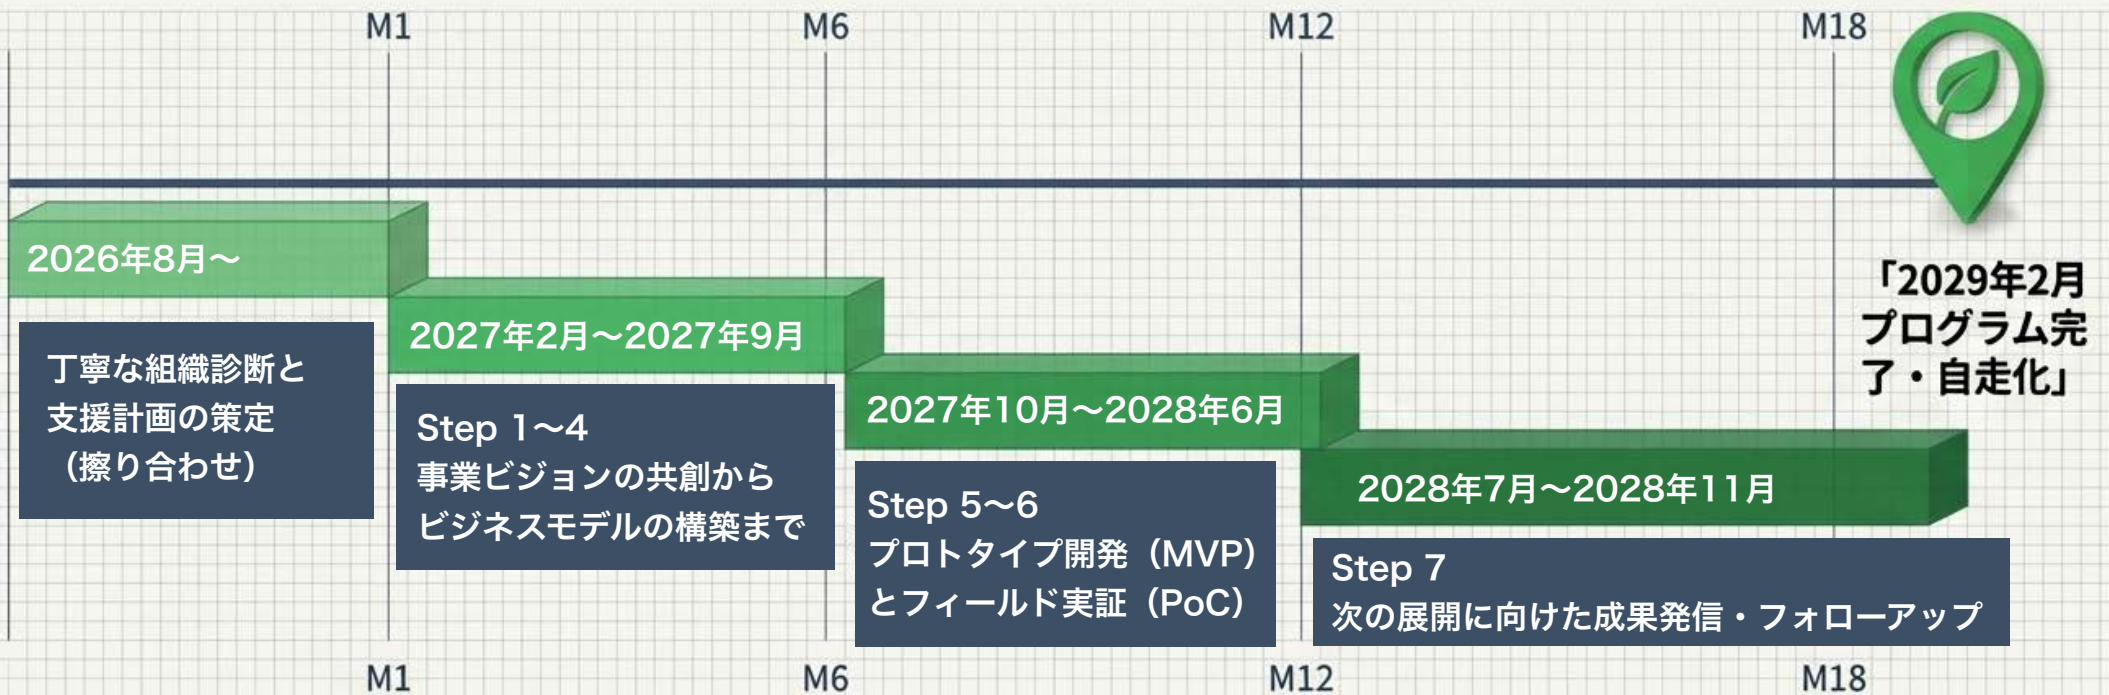 M1
M6
M12
M18
2026年8月～
丁寧な組織診断と
支援計画の策定
（擦り合わせ）
2027年2月～2027年9月
Step 1～4
事業ビジョンの共創から
ビジネスモデルの構築まで
2027年10月～2028年6月
Step 5～6
プロトタイプ開発（MVP）
とフィールド実証（PoC）
2028年7月～2028年11月
Step 7
次の展開に向けた成果発信・フォローアップ
「2029年2月
プログラム完
了・自走化」
M1
M6
M12
M18